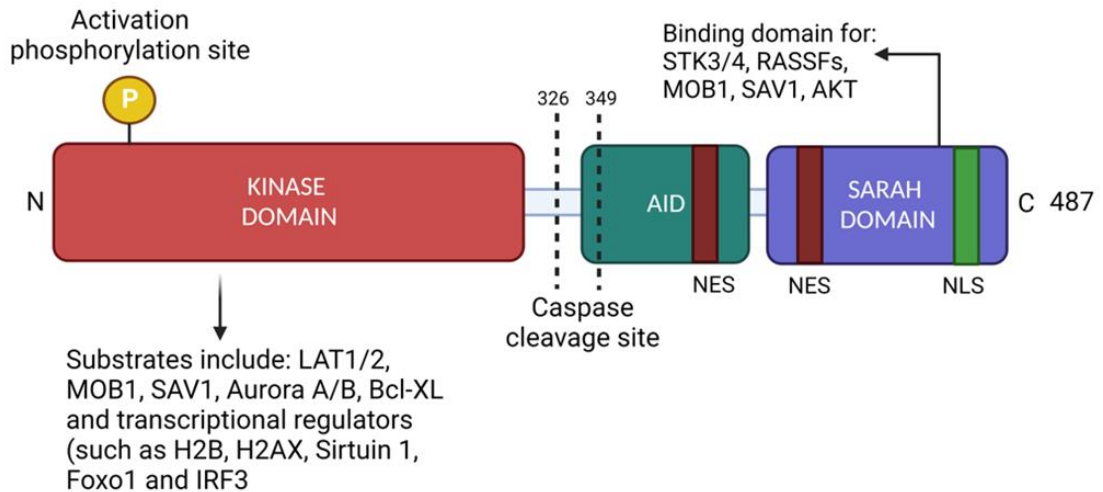 Activation
phosphorylation site
P
Binding domain for:
STK3/4, RASSFs,
MOB1, SAV1, AKT
326 349
N
KINASE
DOMAIN
AID
SARAH
DOMAIN
C 487
NES
NES
NLS
Caspase
cleavage site
Substrates include: LAT1/2,
MOB1, SAV1, Aurora A/B, Bcl-XL
and transcriptional regulators
(such as H2B, H2AX, Sirtuin 1,
Foxo1 and IRF3